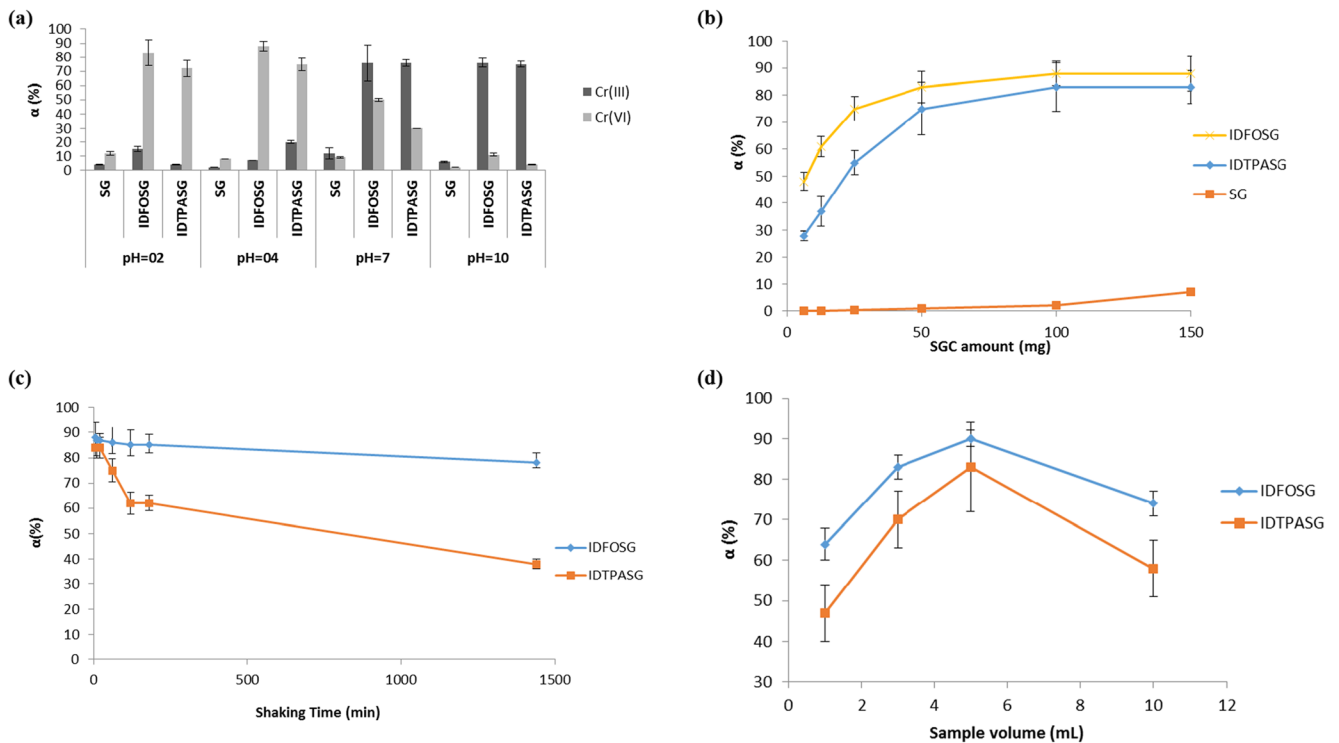 (a)
100
90
80
70
60
50
40
30
20
10
0
α (%)
SG
IDFOSG
IDTPASG
SG
IDFOSG
IDTPASG
SG
IDFOSG
IDTPASG
SG
IDFOSG
IDTPASG
pH=02
pH=04
pH=7
pH=10
Cr(III)
Cr(VI)
(b)
100
90
80
70
60
50
40
30
20
10
0
α (%)
0
50
100
150
SGC amount (mg)
IDFOSG
IDTPASG
SG
(c)
100
90
80
70
60
50
40
30
20
10
0
α(%)
0
500
1000
1500
Shaking Time (min)
IDFOSG
IDTPASG
(d)
100
90
80
70
60
50
40
30
α (%)
0
2
4
6
8
10
12
Sample volume (mL)
IDFOSG
IDTPASG